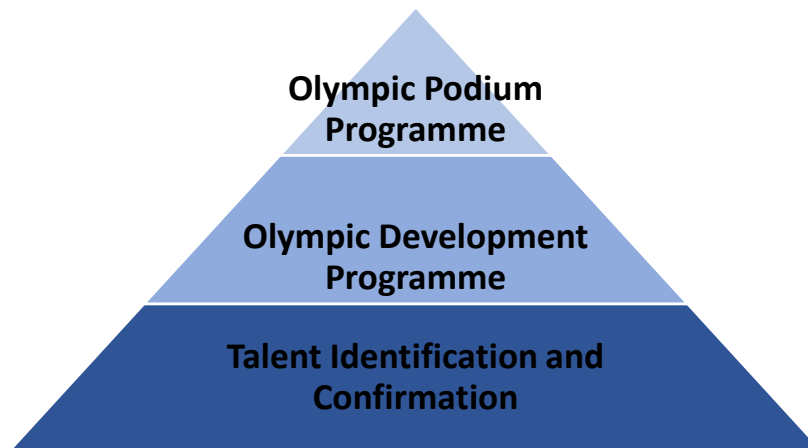 Olympic Podium
Programme
Olympic Development
Programme
Talent Identification and
Confirmation